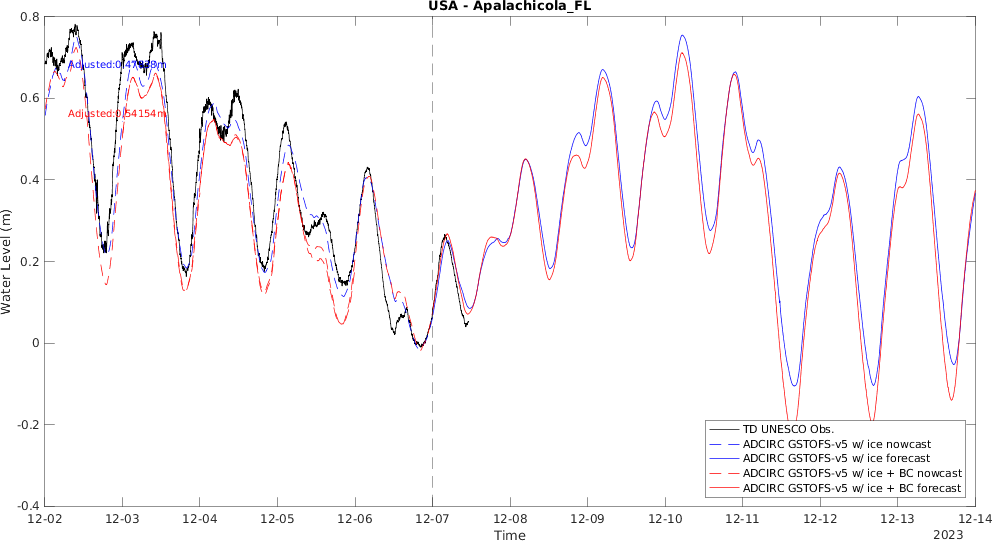 USA - Apalachicola_FL
0.8
0.6
0.4
0.2
0
-0.2
-0.4
Water Level (m)
Adjusted:0.54154m
TD UNESCO Obs.
ADCIRC GSTOFS-v5 w/ ice nowcast
ADCIRC GSTOFS-v5 w/ ice forecast
ADCIRC GSTOFS-v5 w/ ice + BC nowcast
ADCIRC GSTOFS-v5 w/ ice + BC forecast
12-02 12-03 12-04 12-05 12-06 12-07 12-08 12-09 12-10 12-11 12-12 12-13 12-14
Time
2023